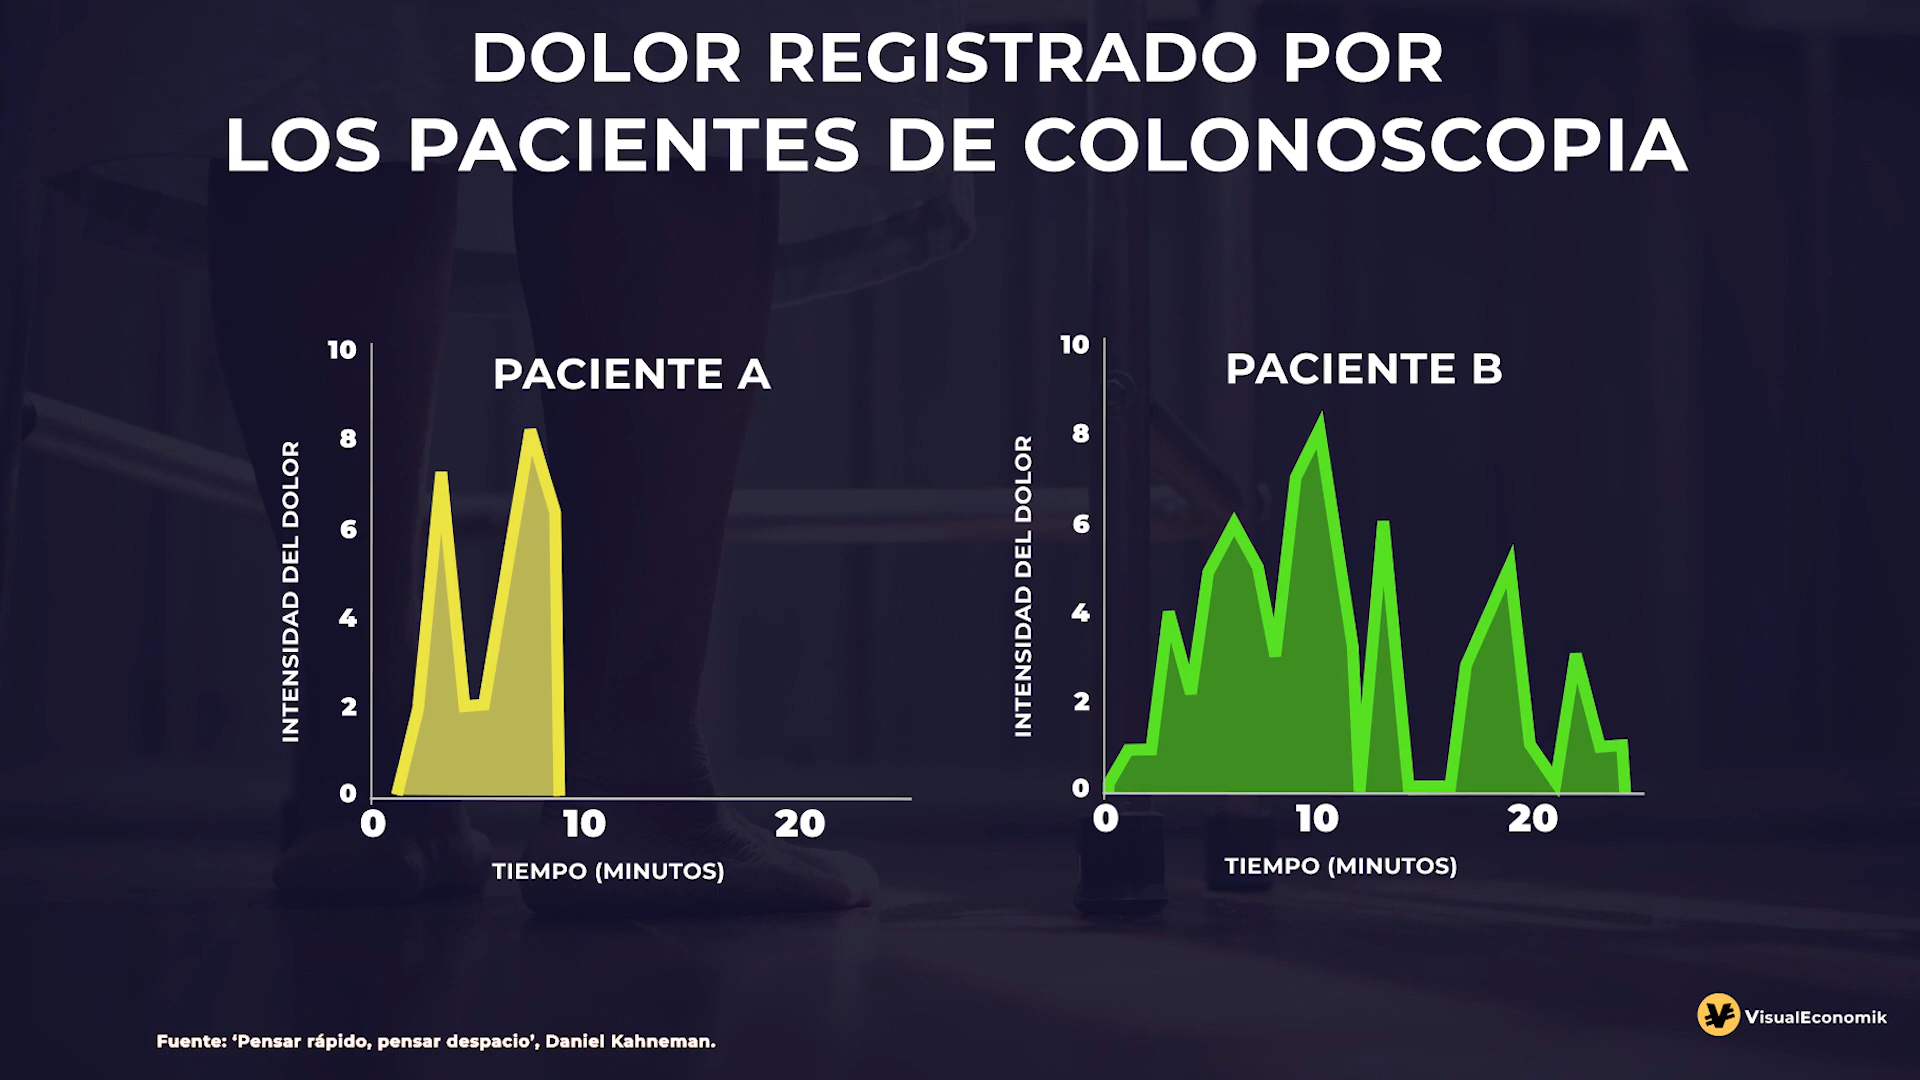 DOLOR REGISTRADO POR
LOS PACIENTES DE COLONOSCOPIA
PACIENTE A
INTENSIDAD DEL DOLOR
10
8
6
4
2
0
0 10 20
TIEMPO (MINUTOS)
PACIENTE B
INTENSIDAD DEL DOLOR
10
8
6
4
2
0
0 10 20
TIEMPO (MINUTOS)
Fuente: ‘Pensar rápido, pensar despacio’, Daniel Kahneman.
VisualEconomik